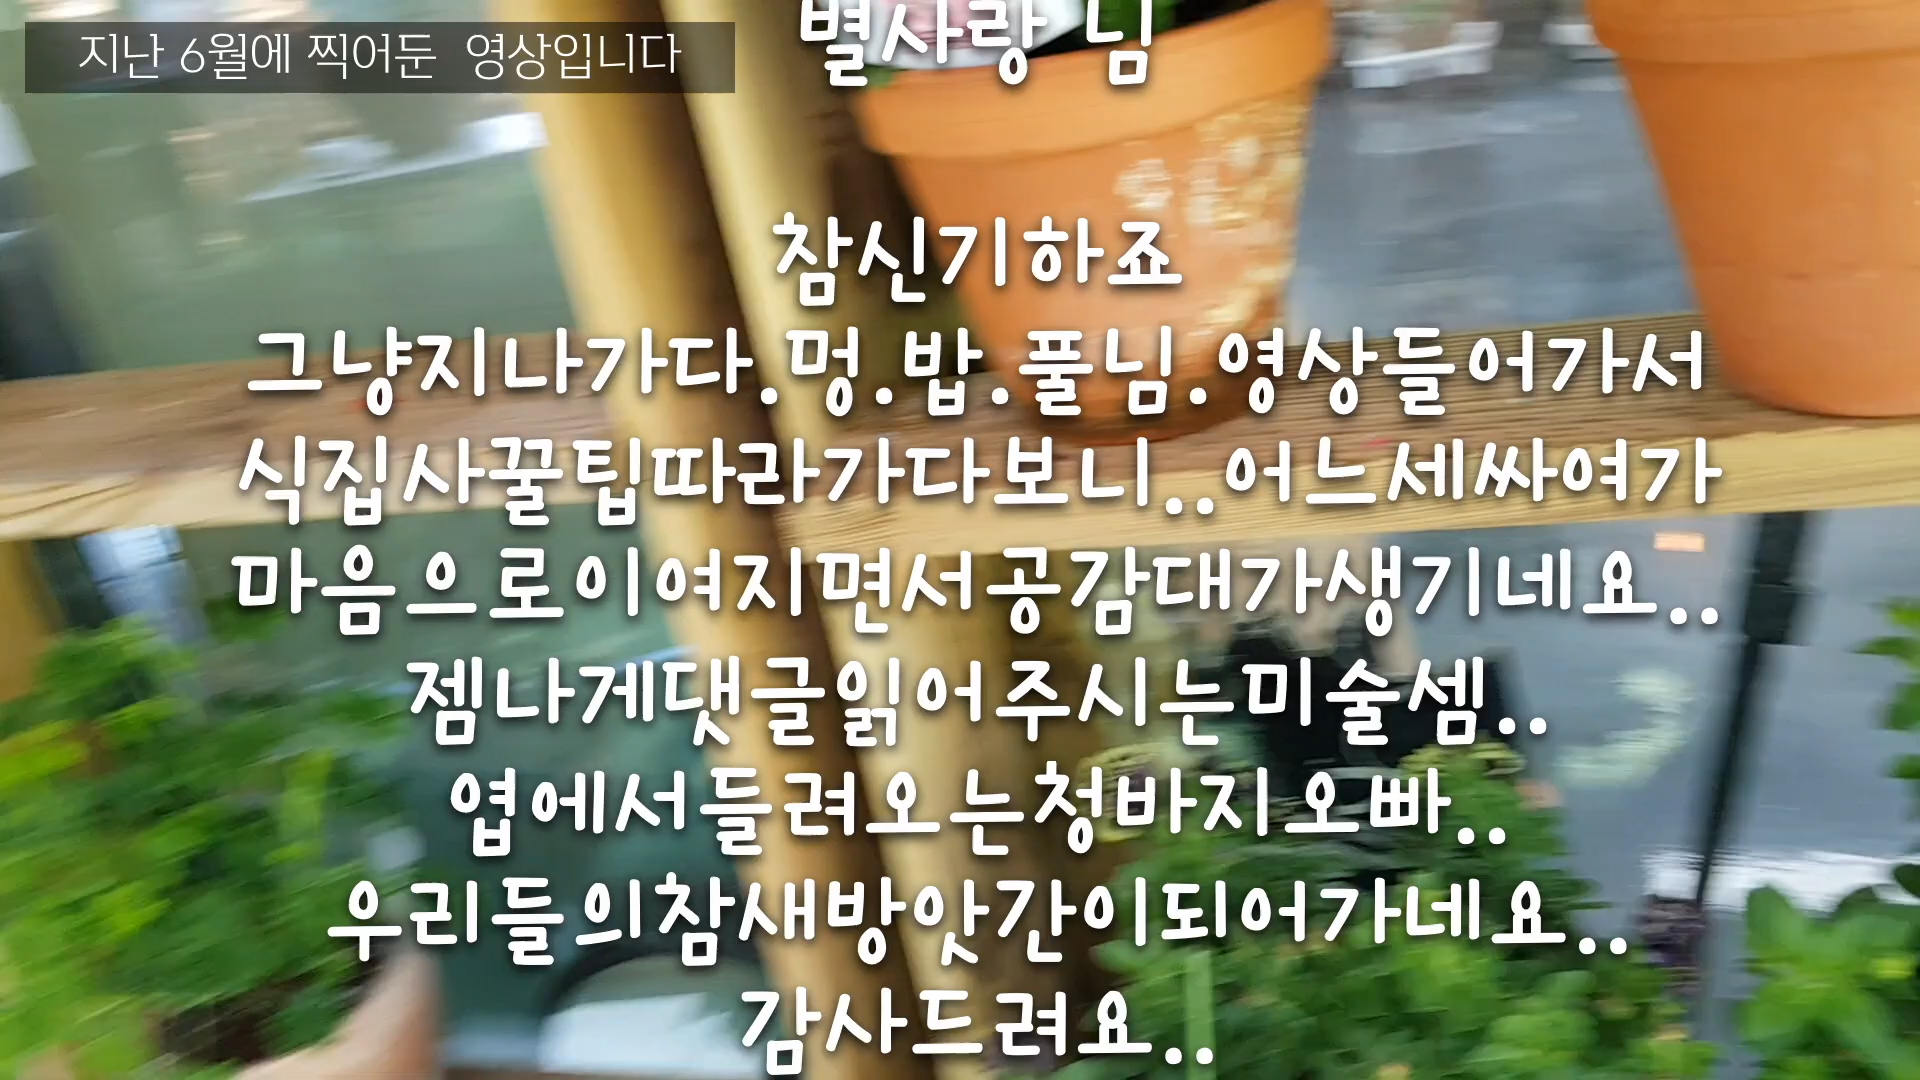 지난 6월에 찍어둔 영상입니다
별사랑 님
참신기하죠
그냥지나가다.멍.밥.풀님.영상들어가서
식집사꿀팁따라가다보니..어느세싸여가
마음으로이여지면서공감대가생기네요..
젬나게댓글읽어주시는미술셈..
엽에서들려오는청바지오빠..
우리들의참새방앗간이되어가네요..
감사드려요..